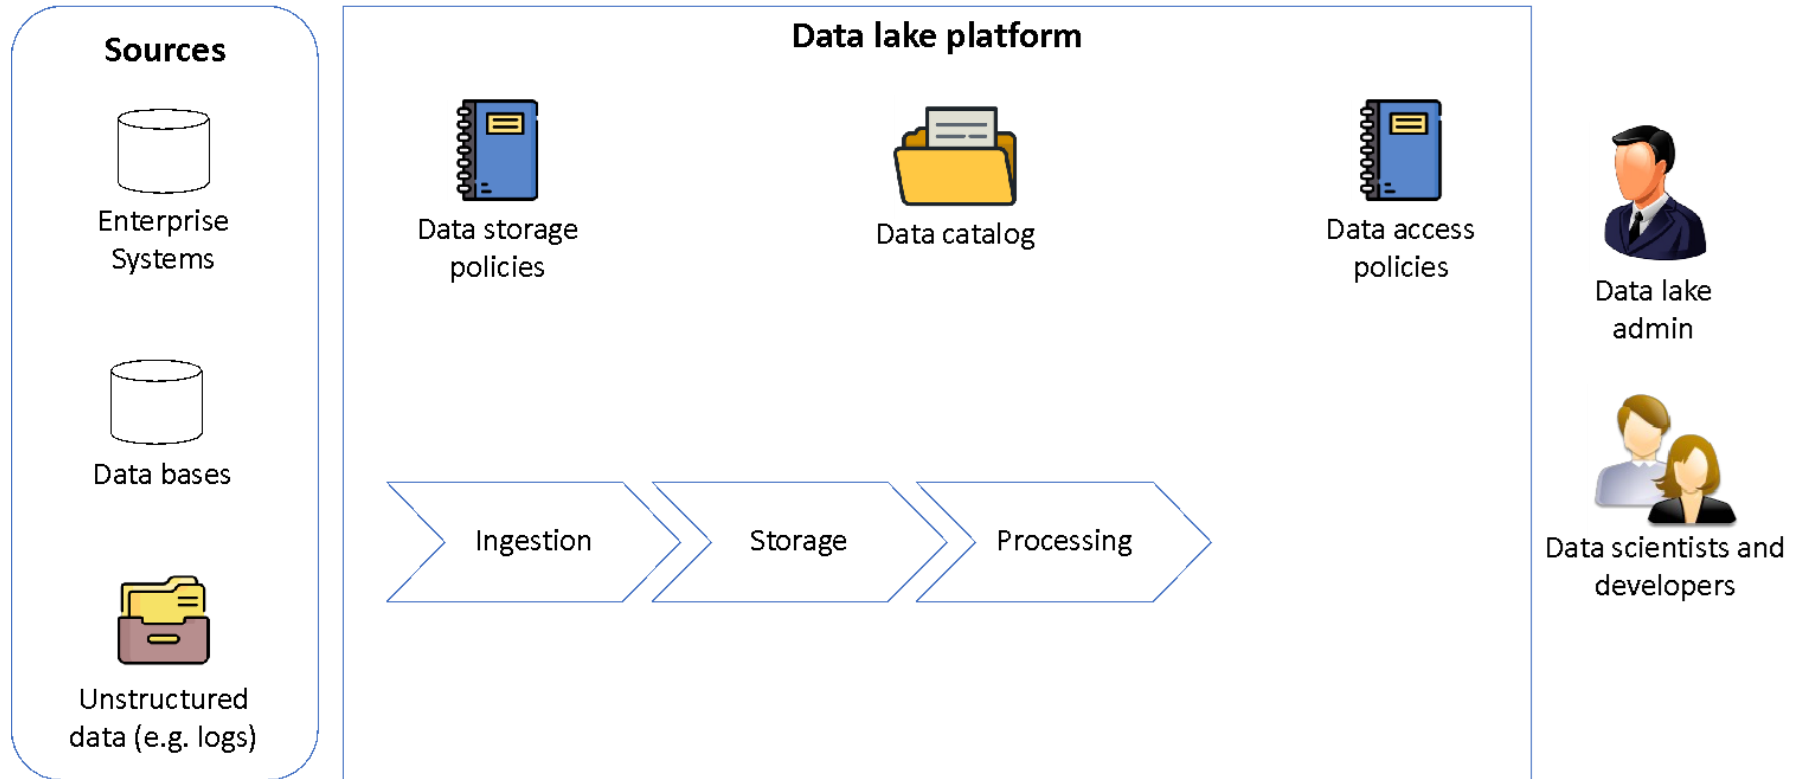 Sources
Enterprise
Systems
Data bases
Unstructured
data (e.g. logs)
Data lake platform
Data storage
policies
Data catalog
Data access
policies
Ingestion
Storage
Processing
Data lake
admin
Data scientists and
developers